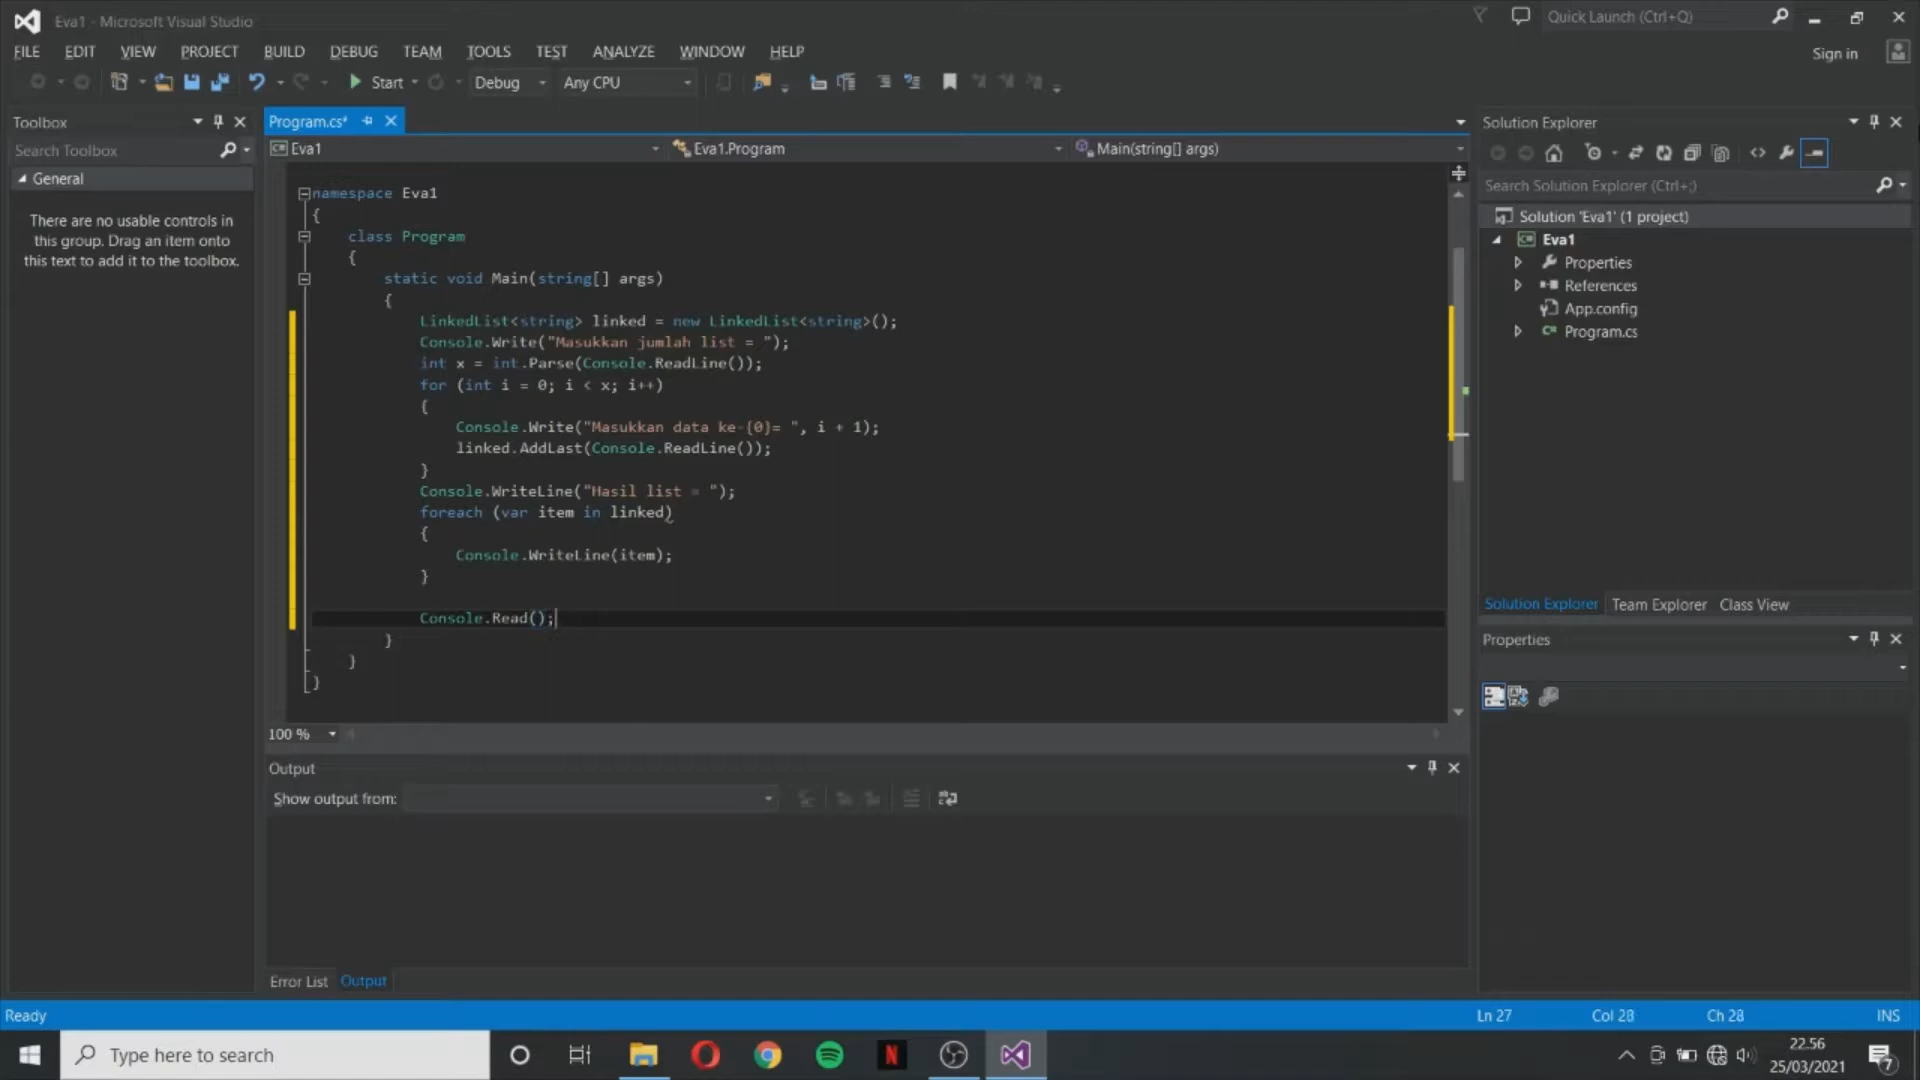 Eva1 - Microsoft Visual Studio
Quick Launch (Ctrl+Q)
FILE EDIT VIEW PROJECT BUILD DEBUG TEAM TOOLS TEST ANALYZE WINDOW HELP
Sign in
Start Debug Any CPU
Toolbox
Search Toolbox
General
There are no usable controls in
this group. Drag an item onto
this text to add it to the toolbox.
Program.cs*
Eva1 Eva1.Program Main(string[] args)
namespace Eva1
{
class Program
{
static void Main(string[] args)
{
LinkedList<string> linked = new LinkedList<string>();
Console.Write("Masukkan jumlah list = ");
int x = int.Parse(Console.ReadLine());
for (int i = 0; i < x; i++)
{
Console.Write("Masukkan data ke-{0}= ", i + 1);
linked.AddLast(Console.ReadLine());
}
Console.WriteLine("Hasil list = ");
foreach (var item in linked)
{
Console.WriteLine(item);
}
Console.Read();
}
}
}
100 %
Output
Show output from:
Error List Output
Solution Explorer
Search Solution Explorer (Ctrl+;)
Solution 'Eva1' (1 project)
Eva1
Properties
References
App.config
Program.cs
Solution Explorer Team Explorer Class View
Properties
Ready
Ln 27 Col 28 Ch 28 INS
Type here to search
22.56
25/03/2021
7